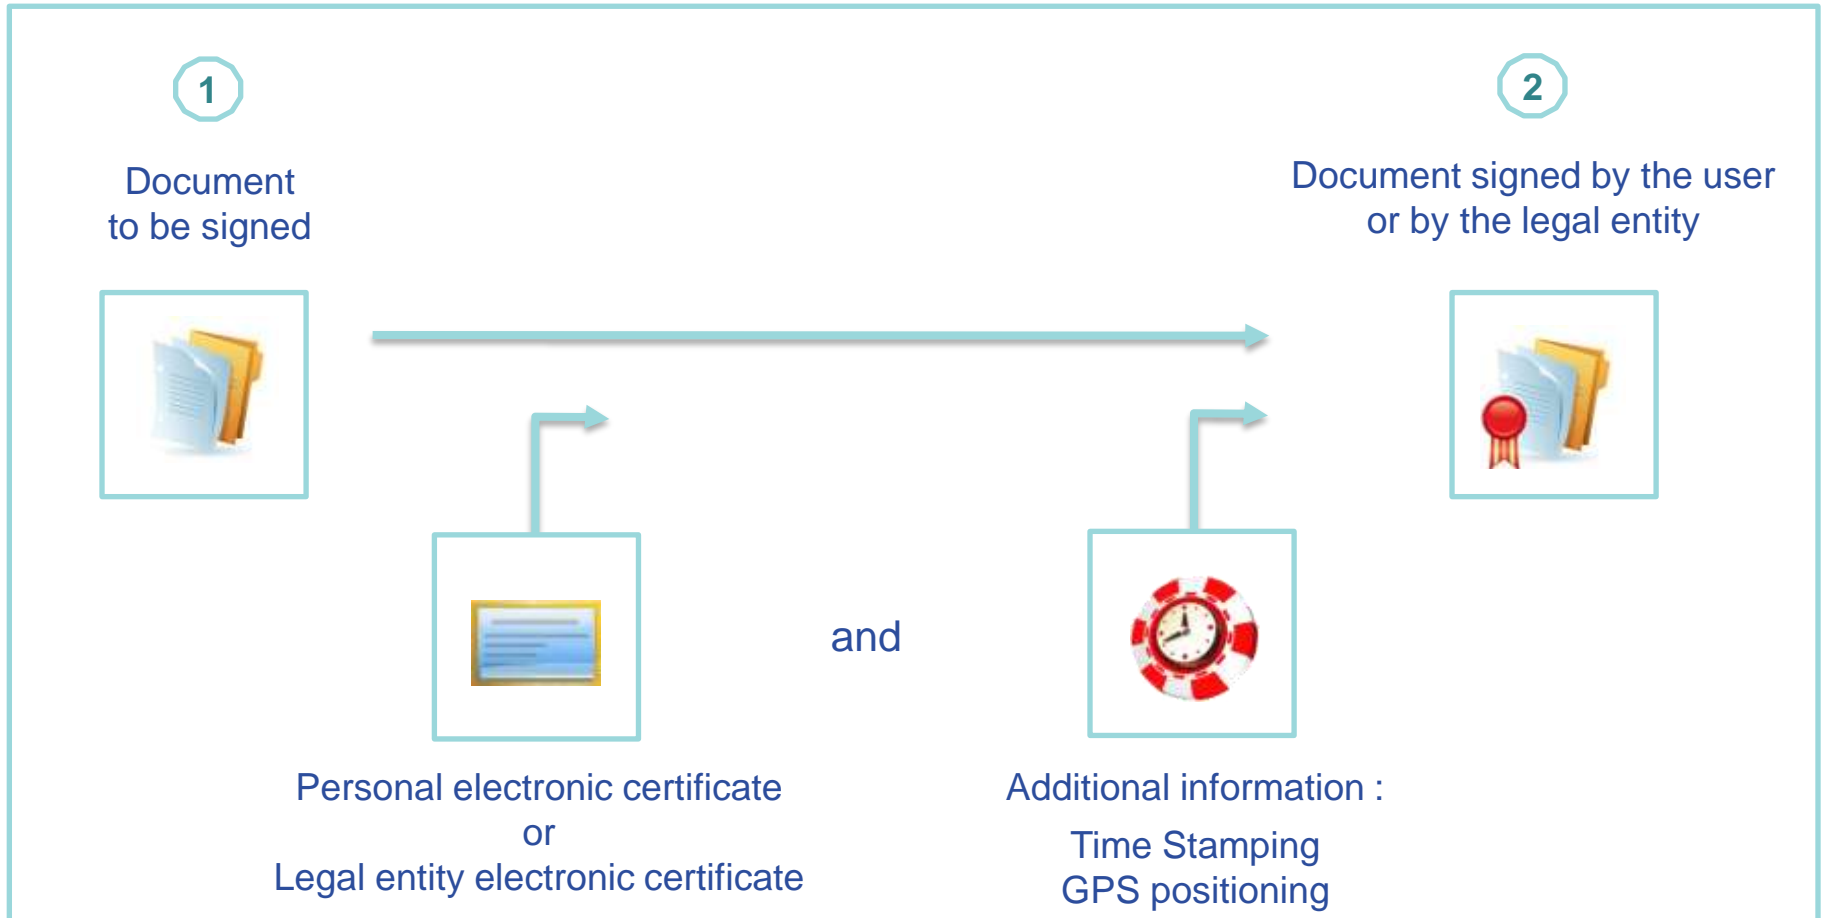 1
Document
to be signed
2
Document signed by the user
or by the legal entity
and
Personal electronic certificate
or
Legal entity electronic certificate
Additional information :
Time Stamping
GPS positioning